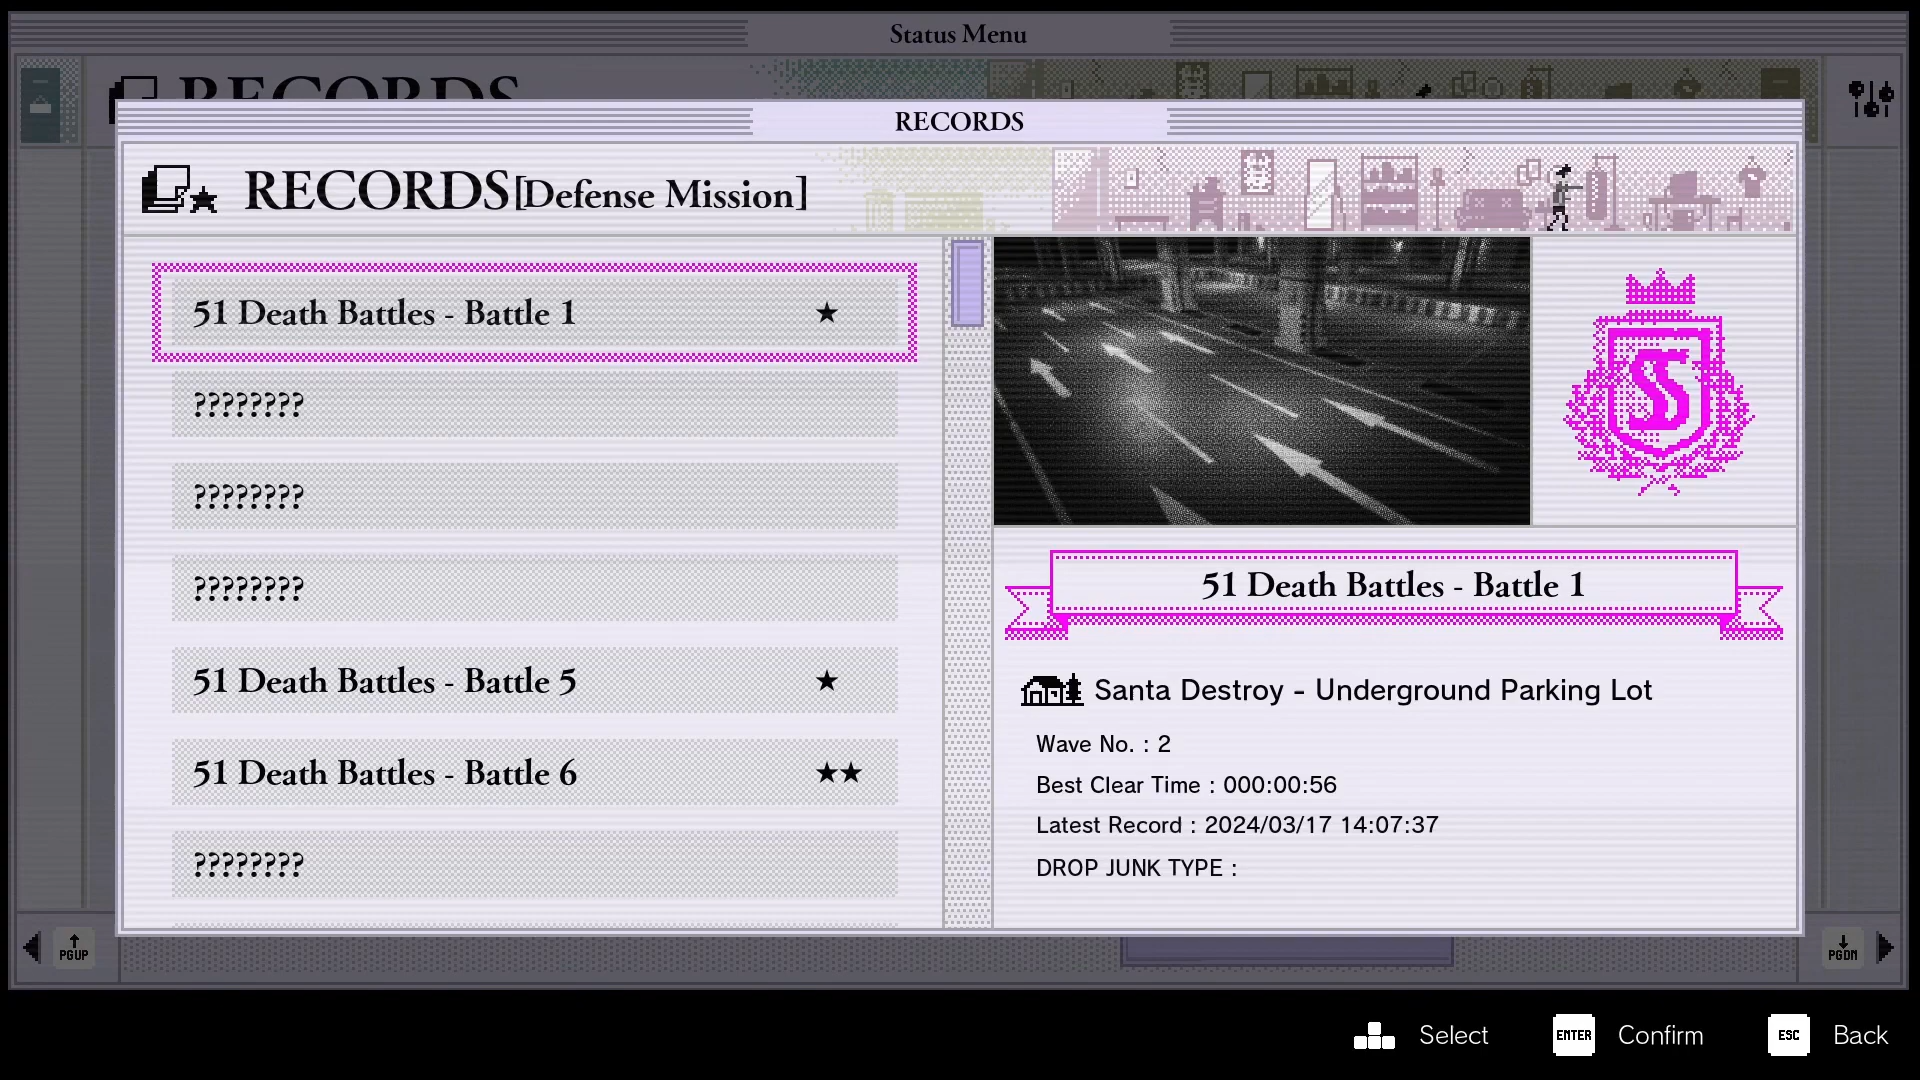 Status Menu
RECORDS
RECORDS
RECORDS[Defense Mission]
51 Death Battles - Battle 1 ★
????????
????????
????????
51 Death Battles - Battle 5 ★
51 Death Battles - Battle 6 ★★
????????
S
51 Death Battles - Battle 1
Santa Destroy - Underground Parking Lot
Wave No. : 2
Best Clear Time : 000:00:56
Latest Record : 2024/03/17 14:07:37
DROP JUNK TYPE :
PGUP
PGDN
Select
ENTER Confirm
ESC Back